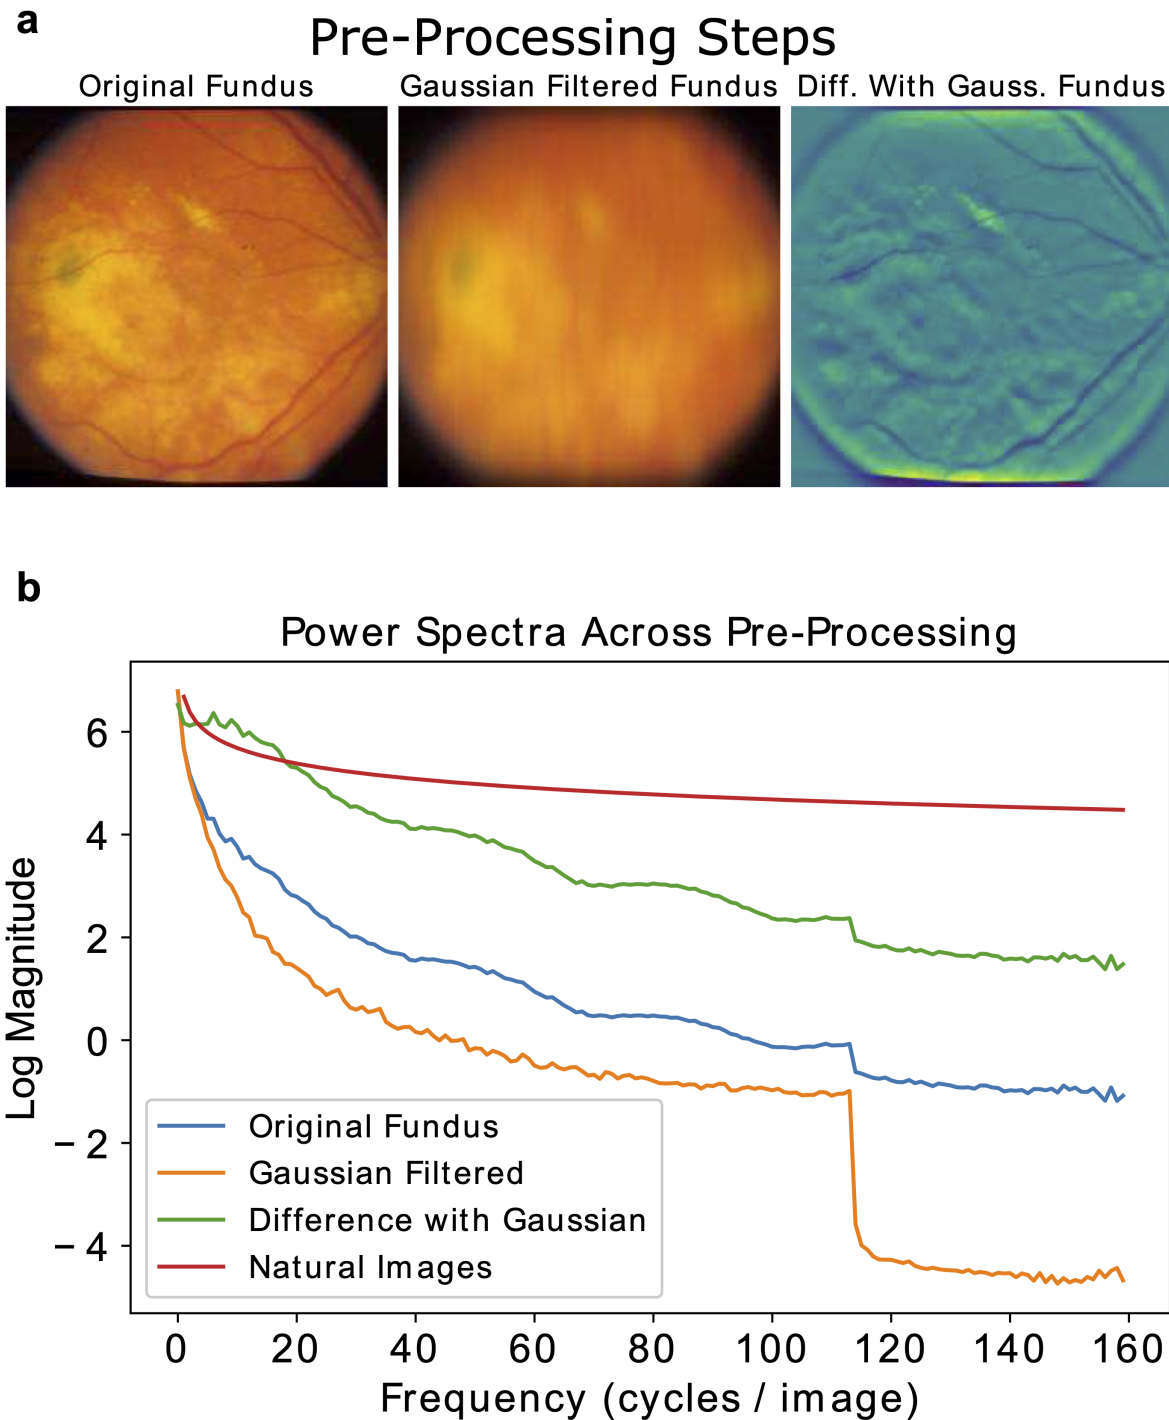 a
Pre-Processing Steps
Original Fundus
Gaussian Filtered Fundus
Diff. With Gauss. Fundus
b
Power Spectra Across Pre-Processing
Log Magnitude
6
4
2
0
−2
−4
Original Fundus
Gaussian Filtered
Difference with Gaussian
Natural Images
0 20 40 60 80 100 120 140 160
Frequency (cycles / image)